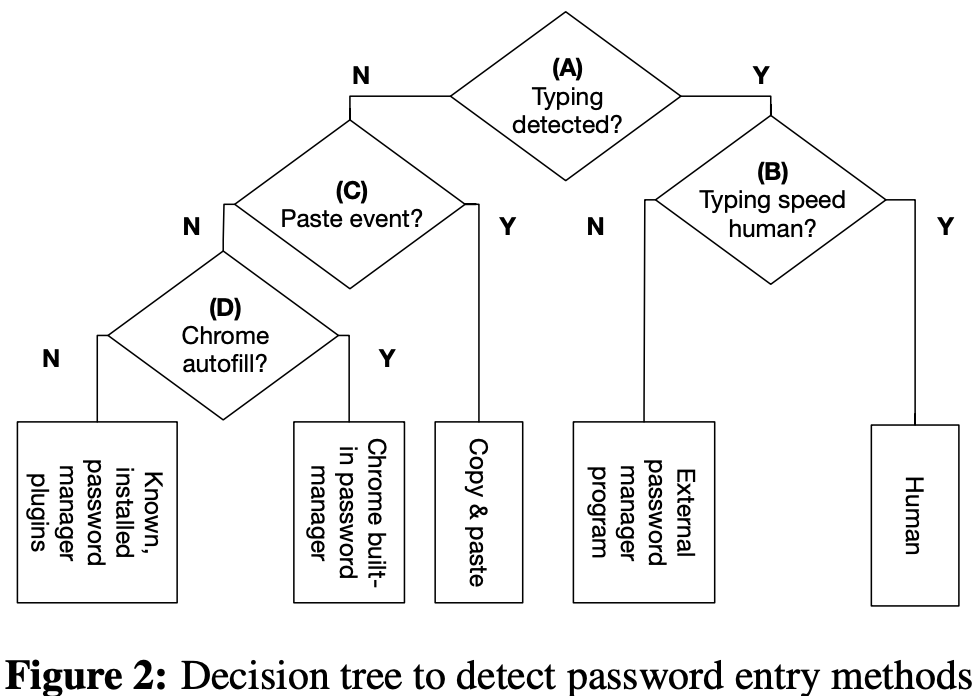 N
Y
(A)
Typing
detected?
(B)
Typing speed
human?
(C)
Paste event?
N
Y
N
Y
(D)
Chrome
autofill?
N
Y
Known,
installed
password
manager
plugins
Chrome built-
in password
manager
Copy & paste
External
password
manager
program
Human
Figure 2: Decision tree to detect password entry methods